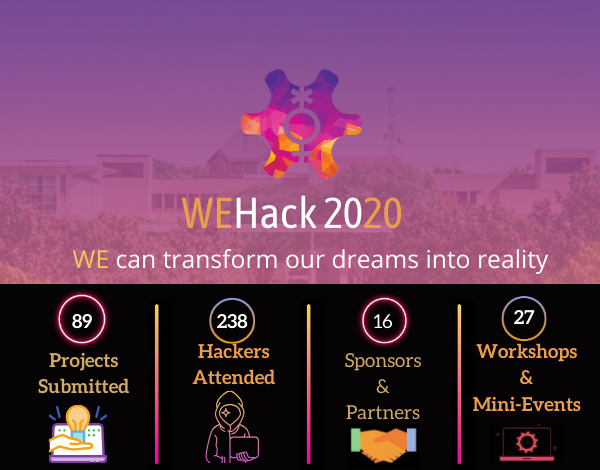 WEHack 2020
WE can transform our dreams into reality
89
Projects
Submitted
238
Hackers
Attended
16
Sponsors
&
Partners
27
Workshops
&
Mini-Events